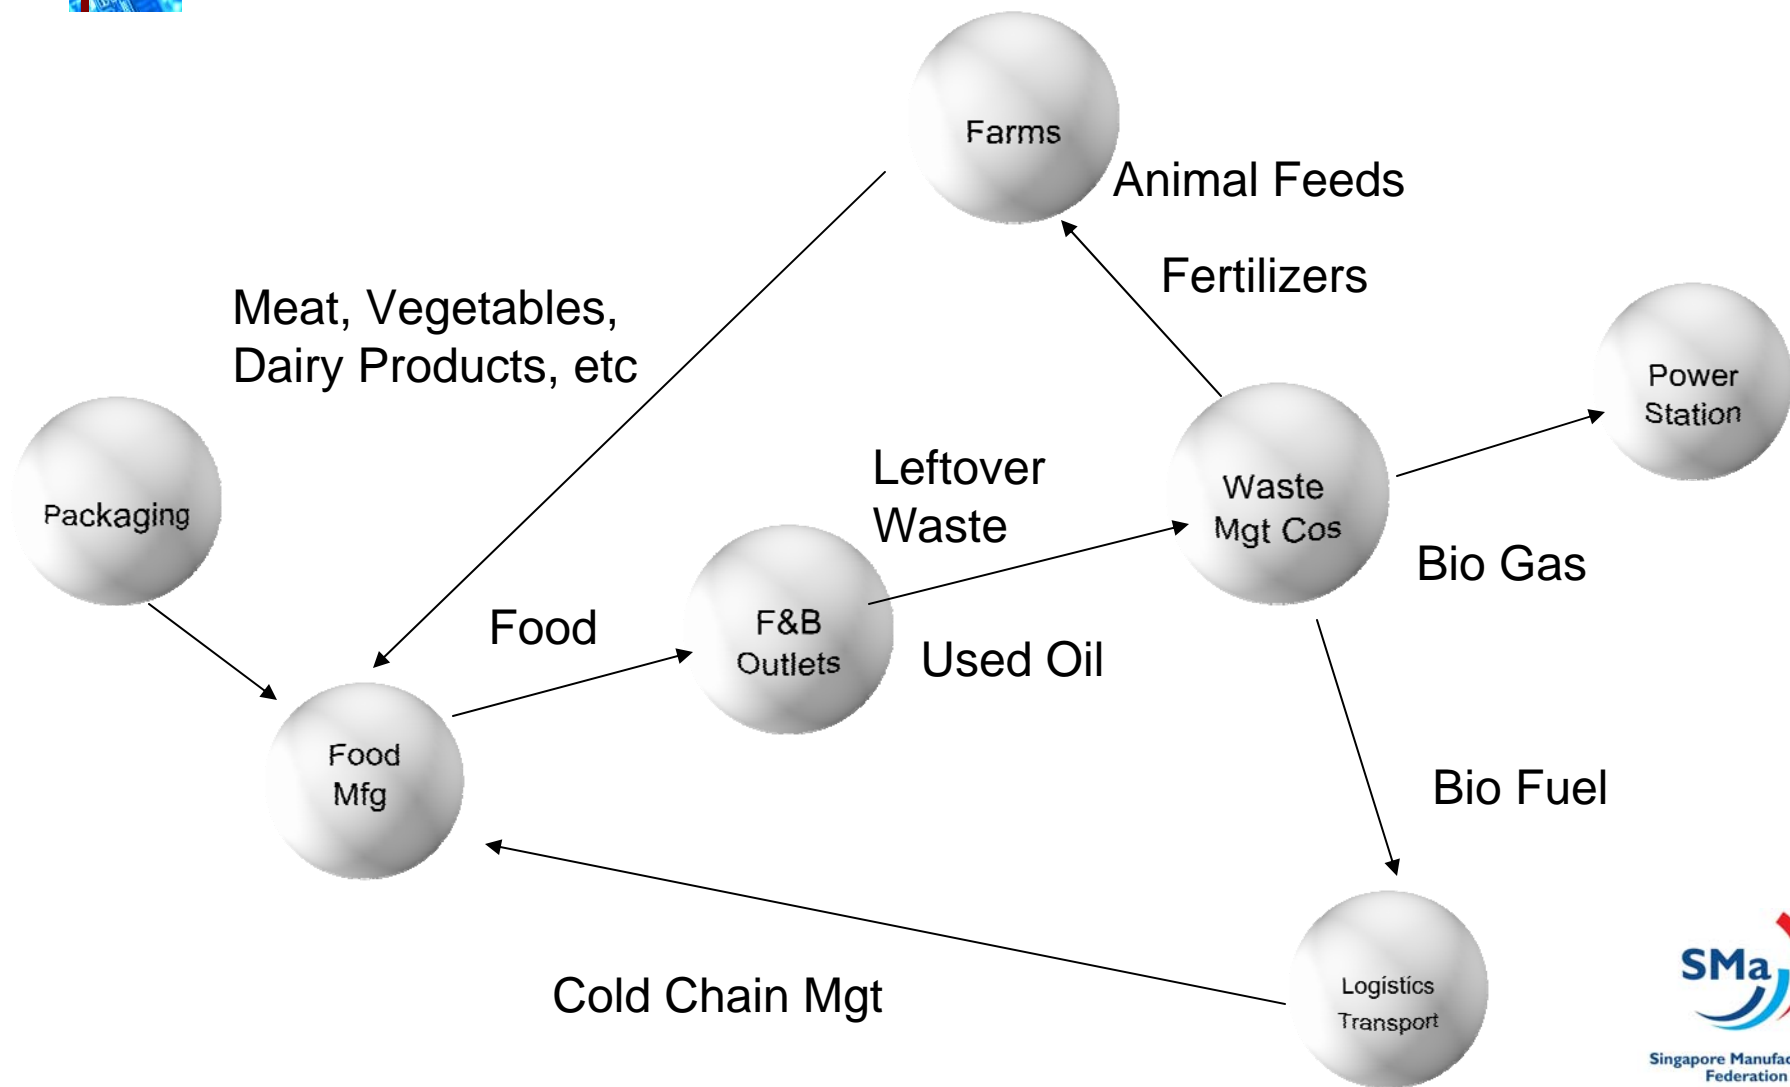 Farms
Animal Feeds
Fertilizers
Meat, Vegetables,
Dairy Products, etc
Power
Station
Packaging
Leftover
Waste
Waste
Mgt Cos
Bio Gas
Food
F&B
Outlets
Used Oil
Food
Mfg
Bio Fuel
Cold Chain Mgt
Logistics
Transport
SMa
Singapore Manufac
Federation